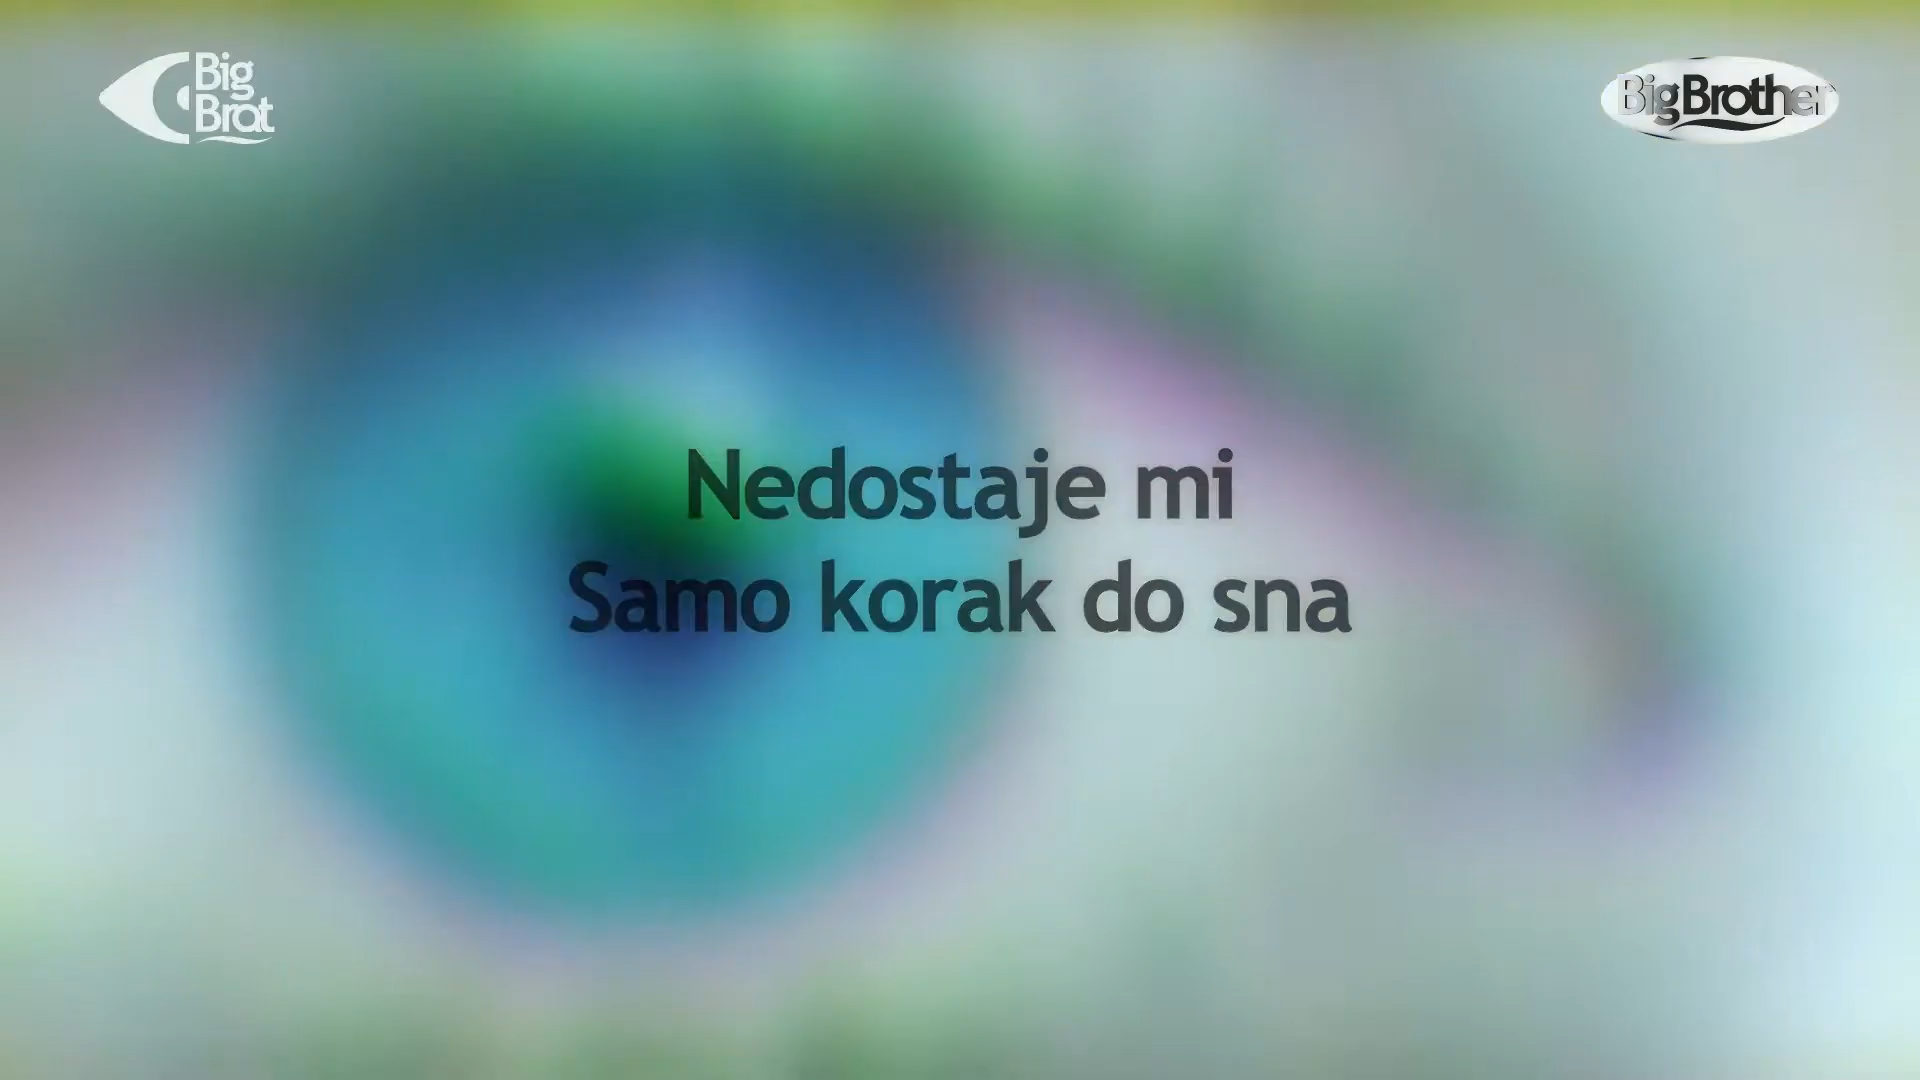 Big
Brat
BigBrother
Nedostaje mi
Samo korak do sna